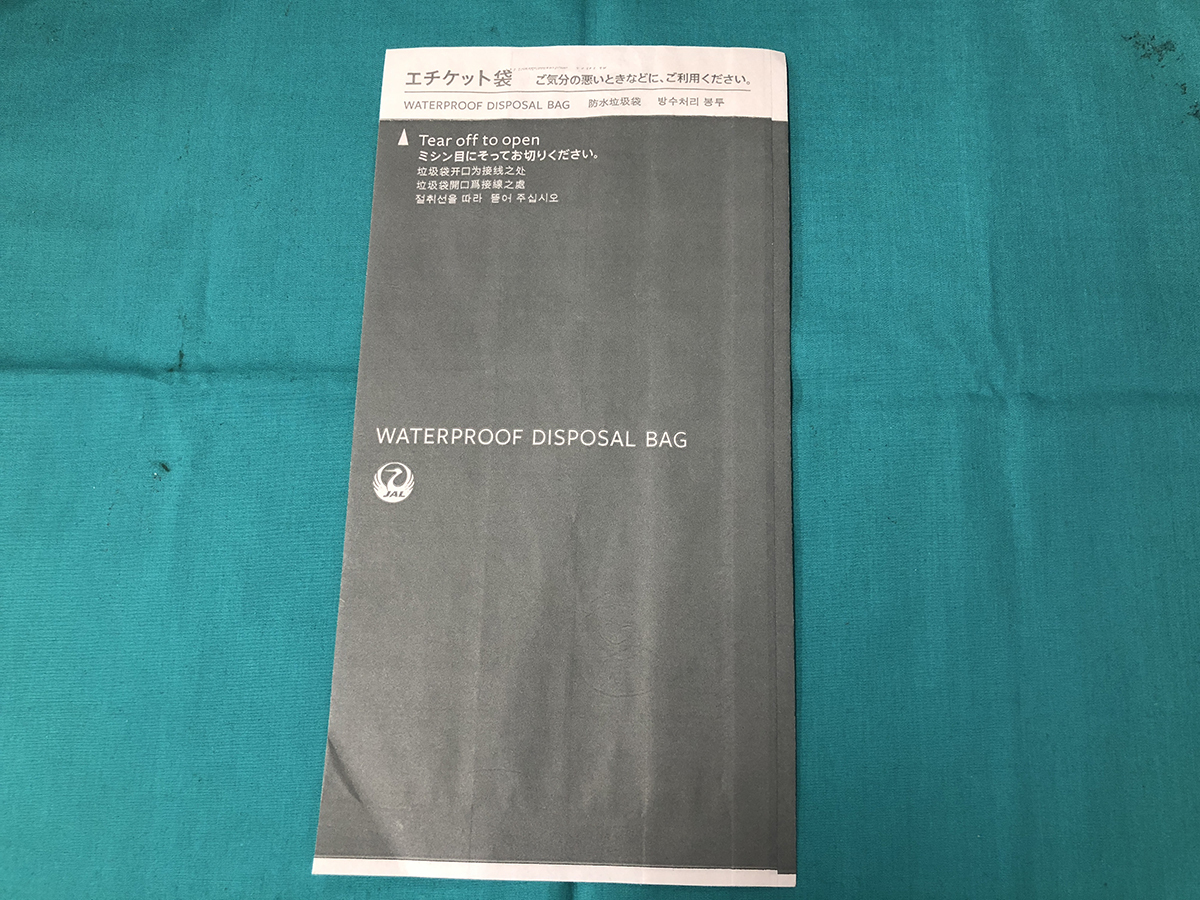 エチケット袋 ご気分の悪いときなどに、ご利用ください。
WATERPROOF DISPOSAL BAG 防水垃圾袋 방수처리 봉투
Tear off to open
ミシン目にそってお切りください。
垃圾袋开口为接线之处
垃圾袋開口爲接線之處
절취선을 따라 뜯어 주십시오
WATERPROOF DISPOSAL BAG
JAL